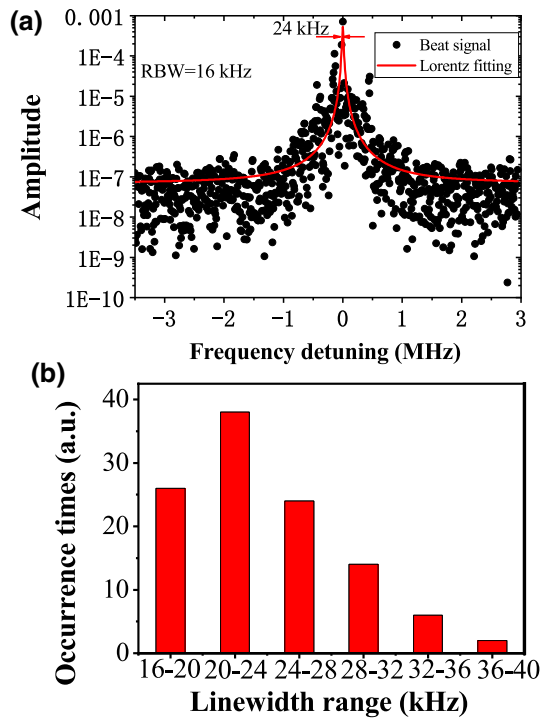 (a)
0.001
1E-4
1E-5
1E-6
1E-7
1E-8
1E-9
1E-10
Amplitude
24 kHz
RBW=16 kHz
Beat signal
Lorentz fitting
−3 −2 −1 0 1 2 3
Frequency detuning (MHz)
(b)
40
30
20
10
0
Occurrence times (a.u.)
16-20 20-24 24-28 28-32 32-36 36-40
Linewidth range (kHz)